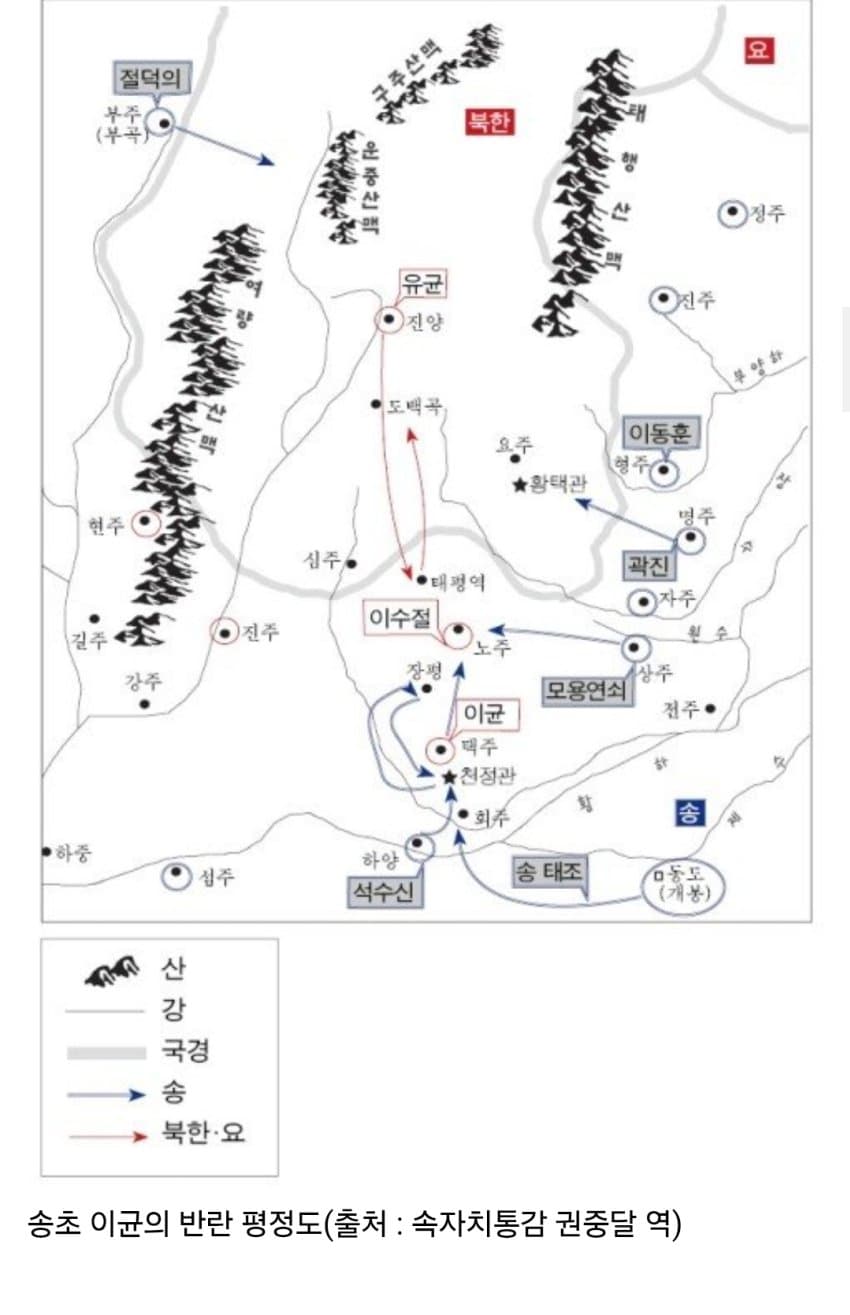 요
절덕의
구주산맥
부주
(부곡)
북한
태행산맥
운중산맥
정주
여량산맥
유균
진주
진양
부양하
도백곡
이동훈
요주
형주
황택관
상
명주
현주
곽진
심주
태평역
자주
이수절
길주
진주
노주
원수
장평
상주
강주
모용연쇠
이균
전주
택주
천정관
하
수
황
송
제
회주
하중
하양
섬주
송 태조
동도
(개봉)
석수신
산
강
국경
송
북한·요
송초 이균의 반란 평정도(출처 : 속자치통감 권중달 역)